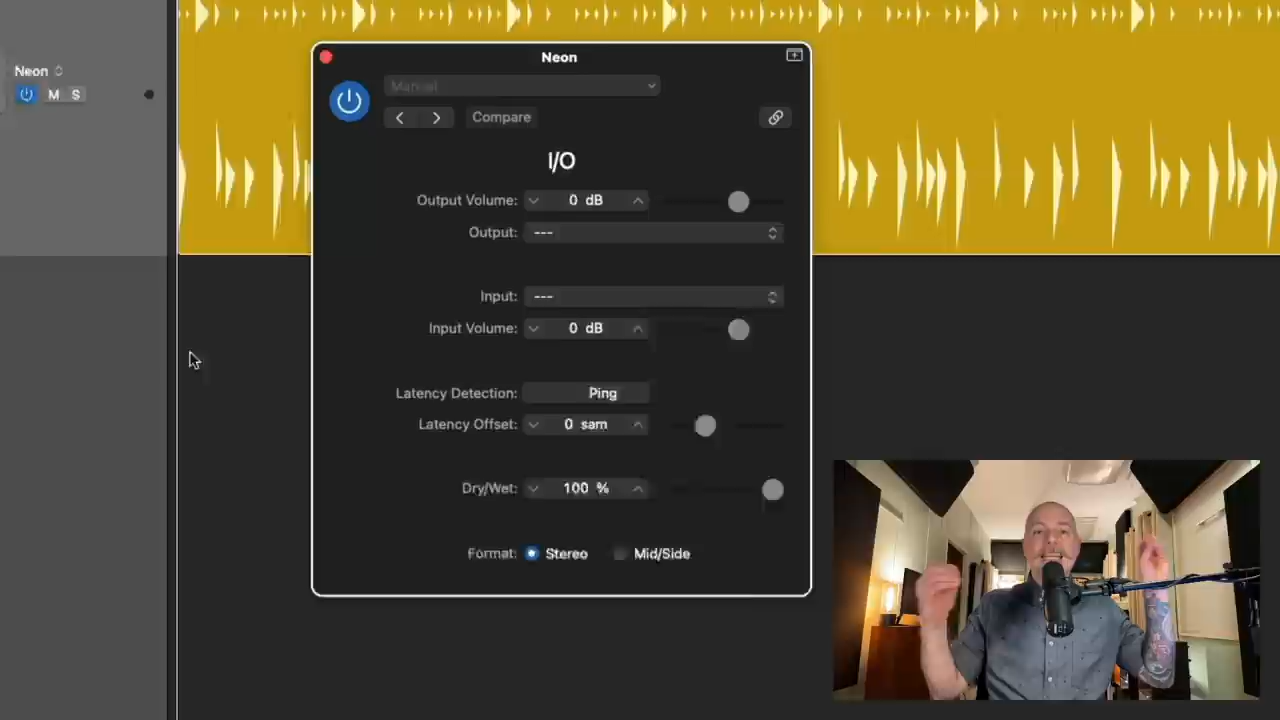 Neon
Neon
M S
Manual
Compare
I/O
Output Volume: 0 dB
Output: ---
Input: ---
Input Volume: 0 dB
Latency Detection: Ping
Latency Offset: 0 sam
Dry/Wet: 100 %
Format: Stereo Mid/Side